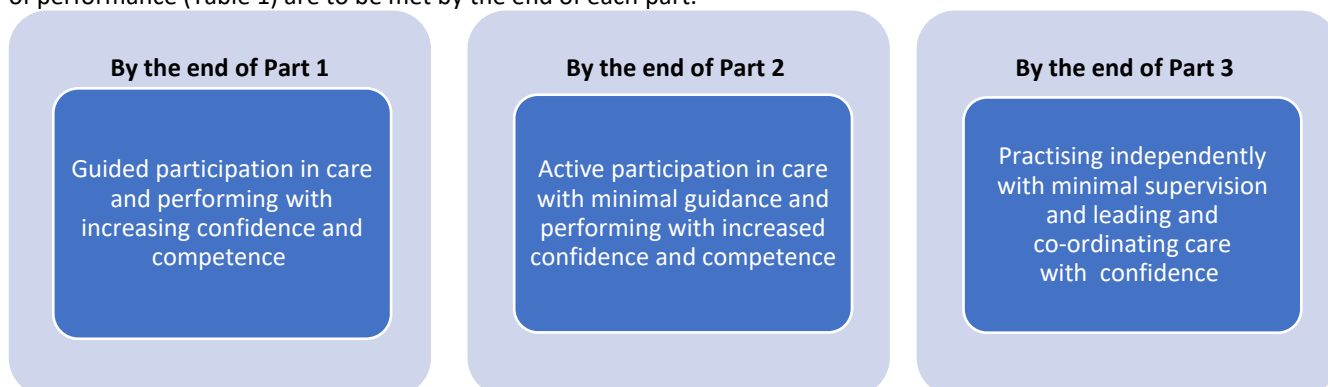 of performance (Table 1) are to be met by the end of each part.
By the end of Part 1
Guided participation in care
and performing with
increasing confidence and
competence
By the end of Part 2
Active participation in care
with minimal guidance and
performing with increased
confidence and competence
By the end of Part 3
Practising independently
with minimal supervision
and leading and
co-ordinating care
with confidence